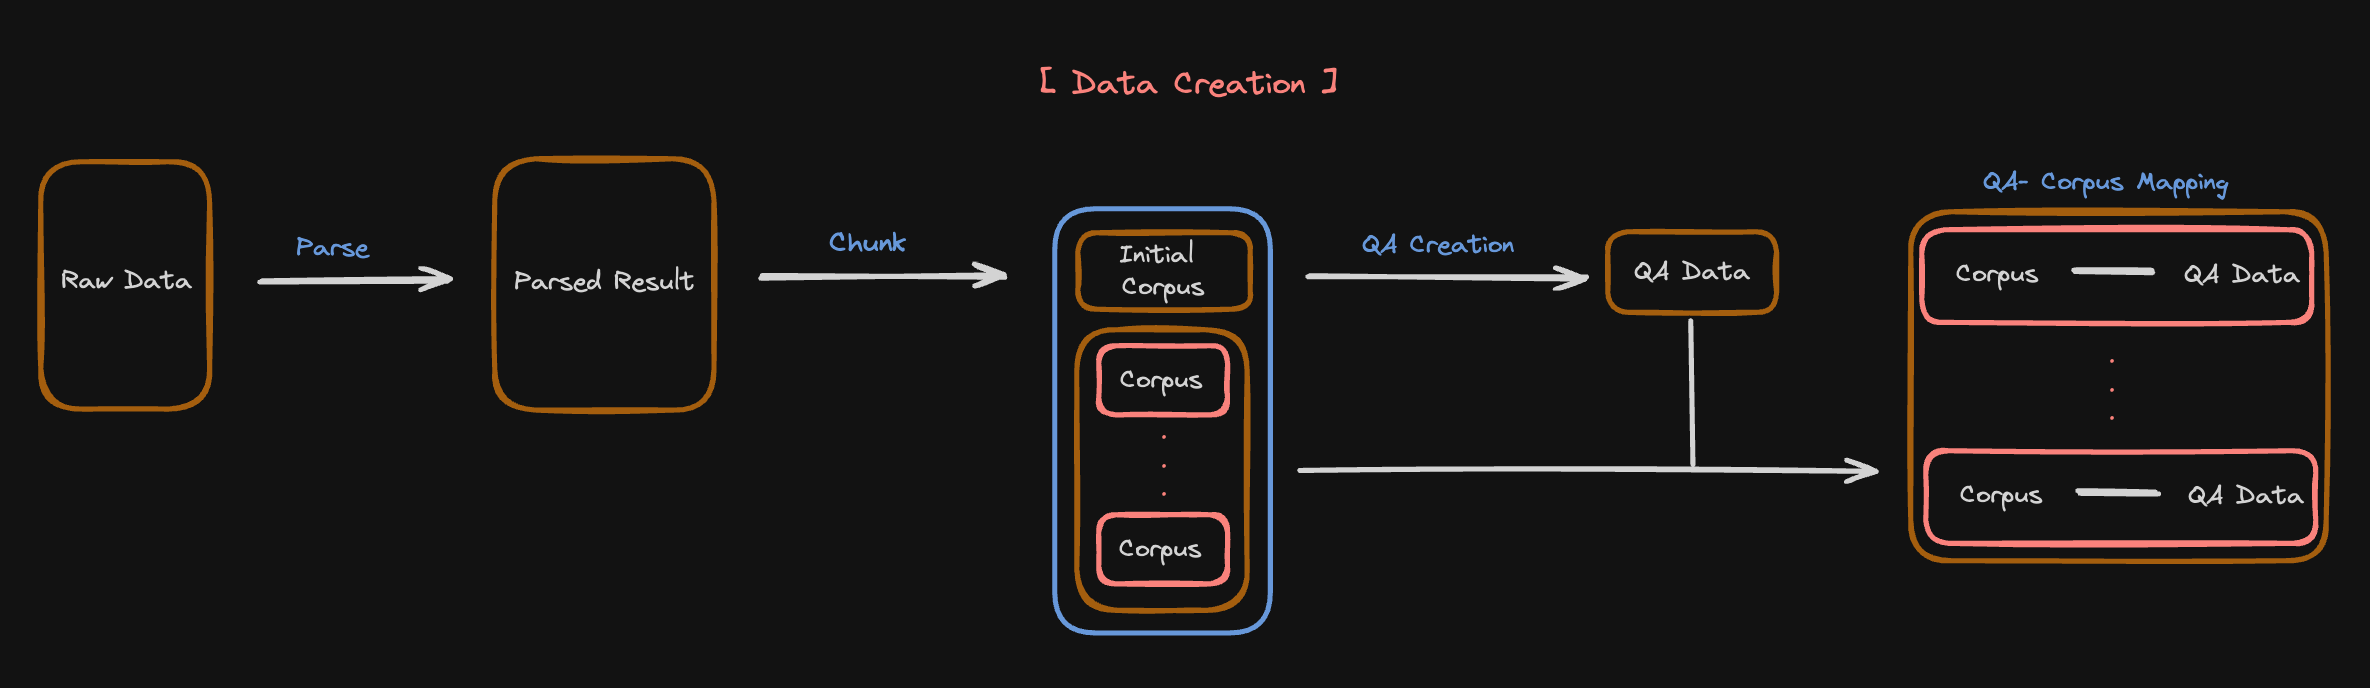 [ Data Creation ]
Raw Data
Parse
Parsed Result
Chunk
Initial
Corpus
Corpus
Corpus
QA Creation
QA Data
QA- Corpus Mapping
Corpus QA Data
Corpus QA Data